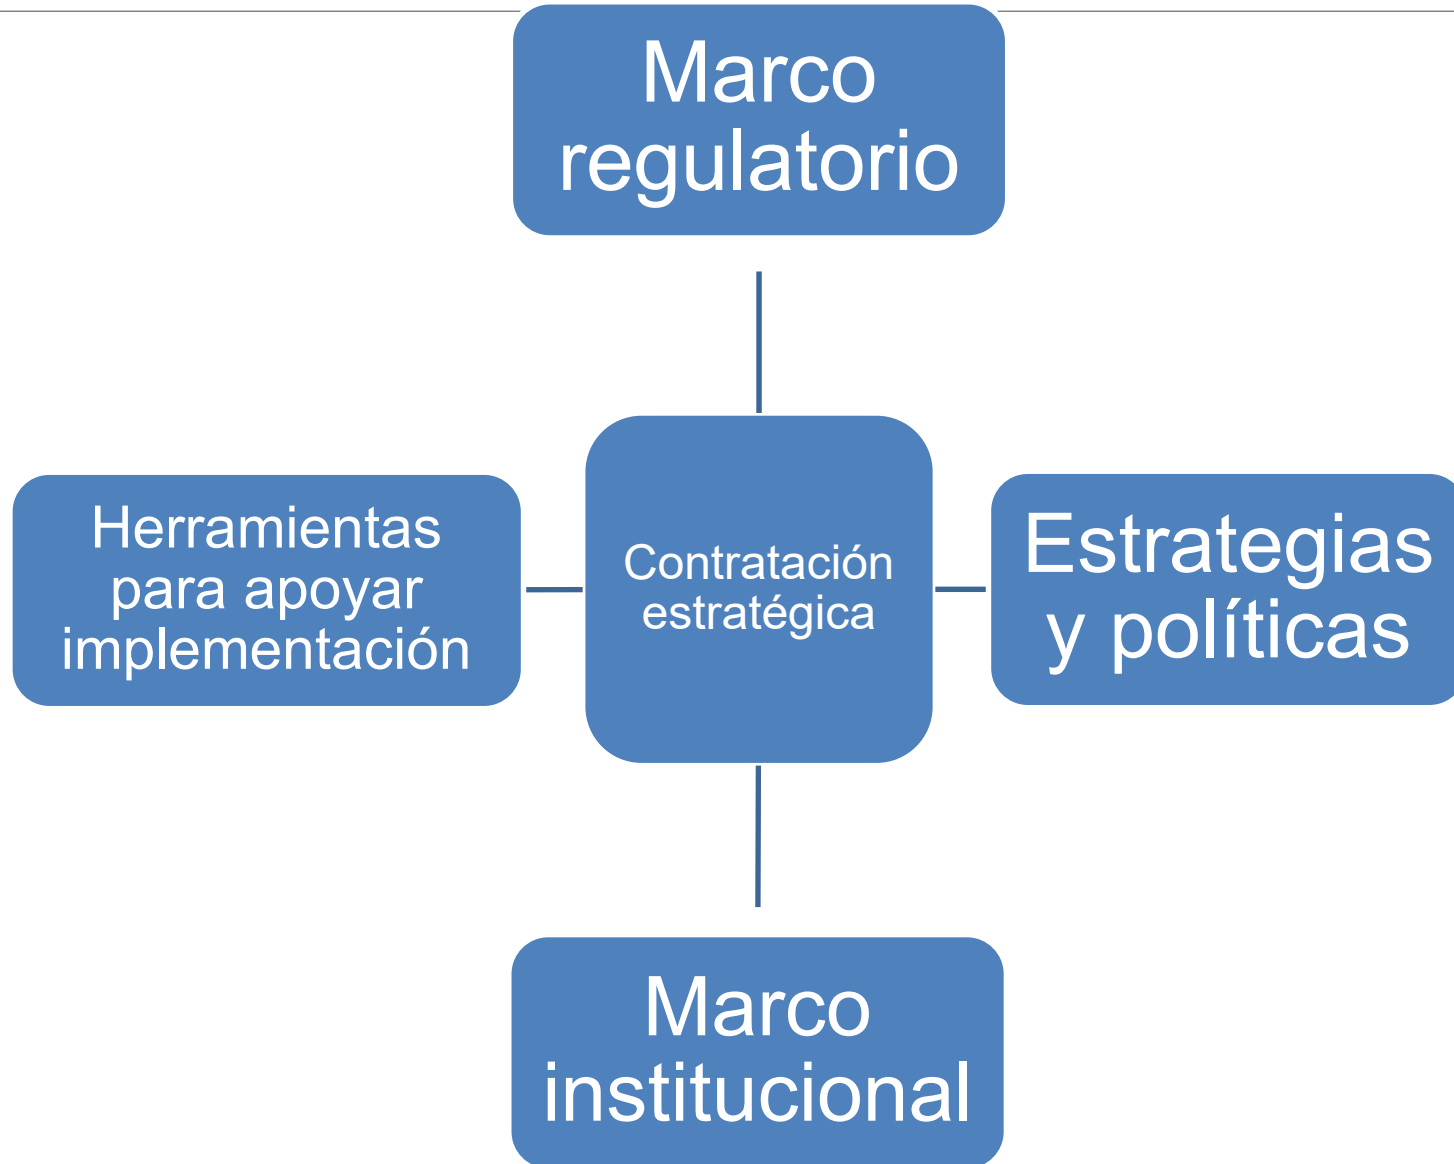 Marco
regulatorio
Herramientas
para apoyar
implementación
Contratación
estratégica
Estrategias
y políticas
Marco
institucional